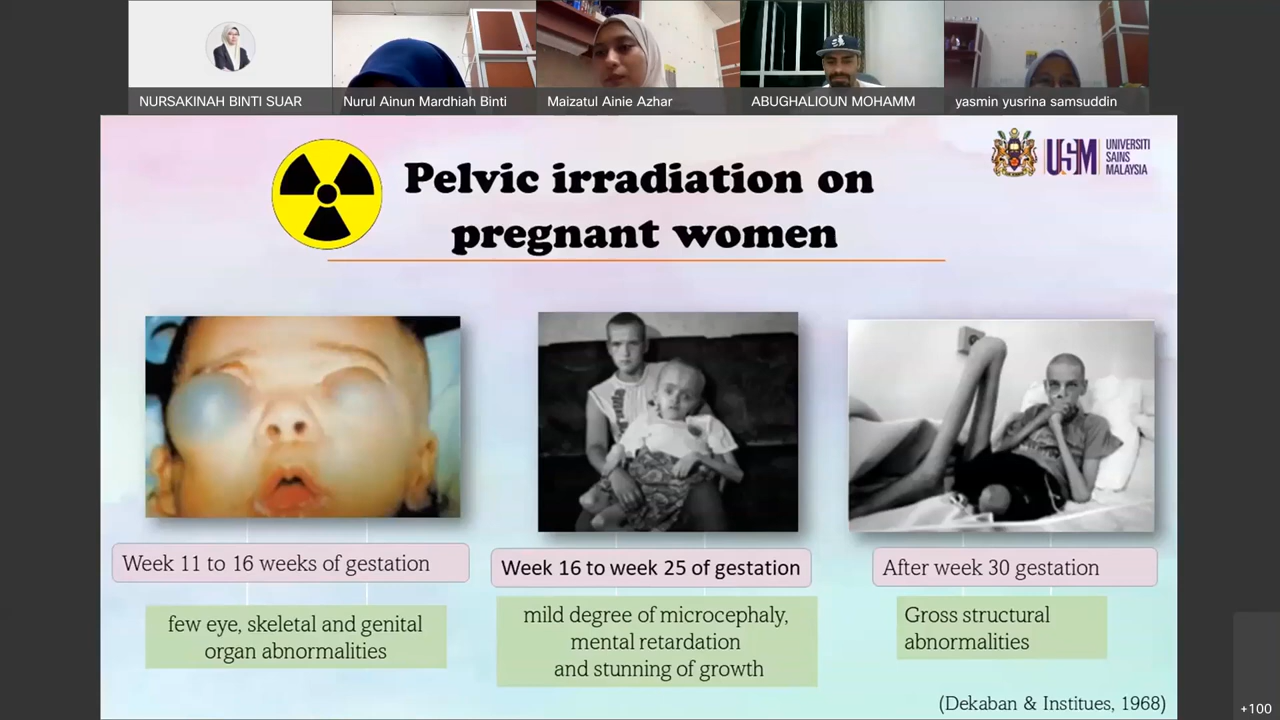 NURSAKINAH BINTI SUAR
Nurul Ainun Mardhiah Binti
Maizatul Ainie Azhar
ABUGHALIOUN MOHAMM
yasmin yusrina samsuddin
Pelvic irradiation on
pregnant women
USM
UNIVERSITI
SAINS
MALAYSIA
Week 11 to 16 weeks of gestation
few eye, skeletal and genital
organ abnormalities
Week 16 to week 25 of gestation
mild degree of microcephaly,
mental retardation
and stunning of growth
After week 30 gestation
Gross structural
abnormalities
(Dekaban & Institues, 1968)
+100